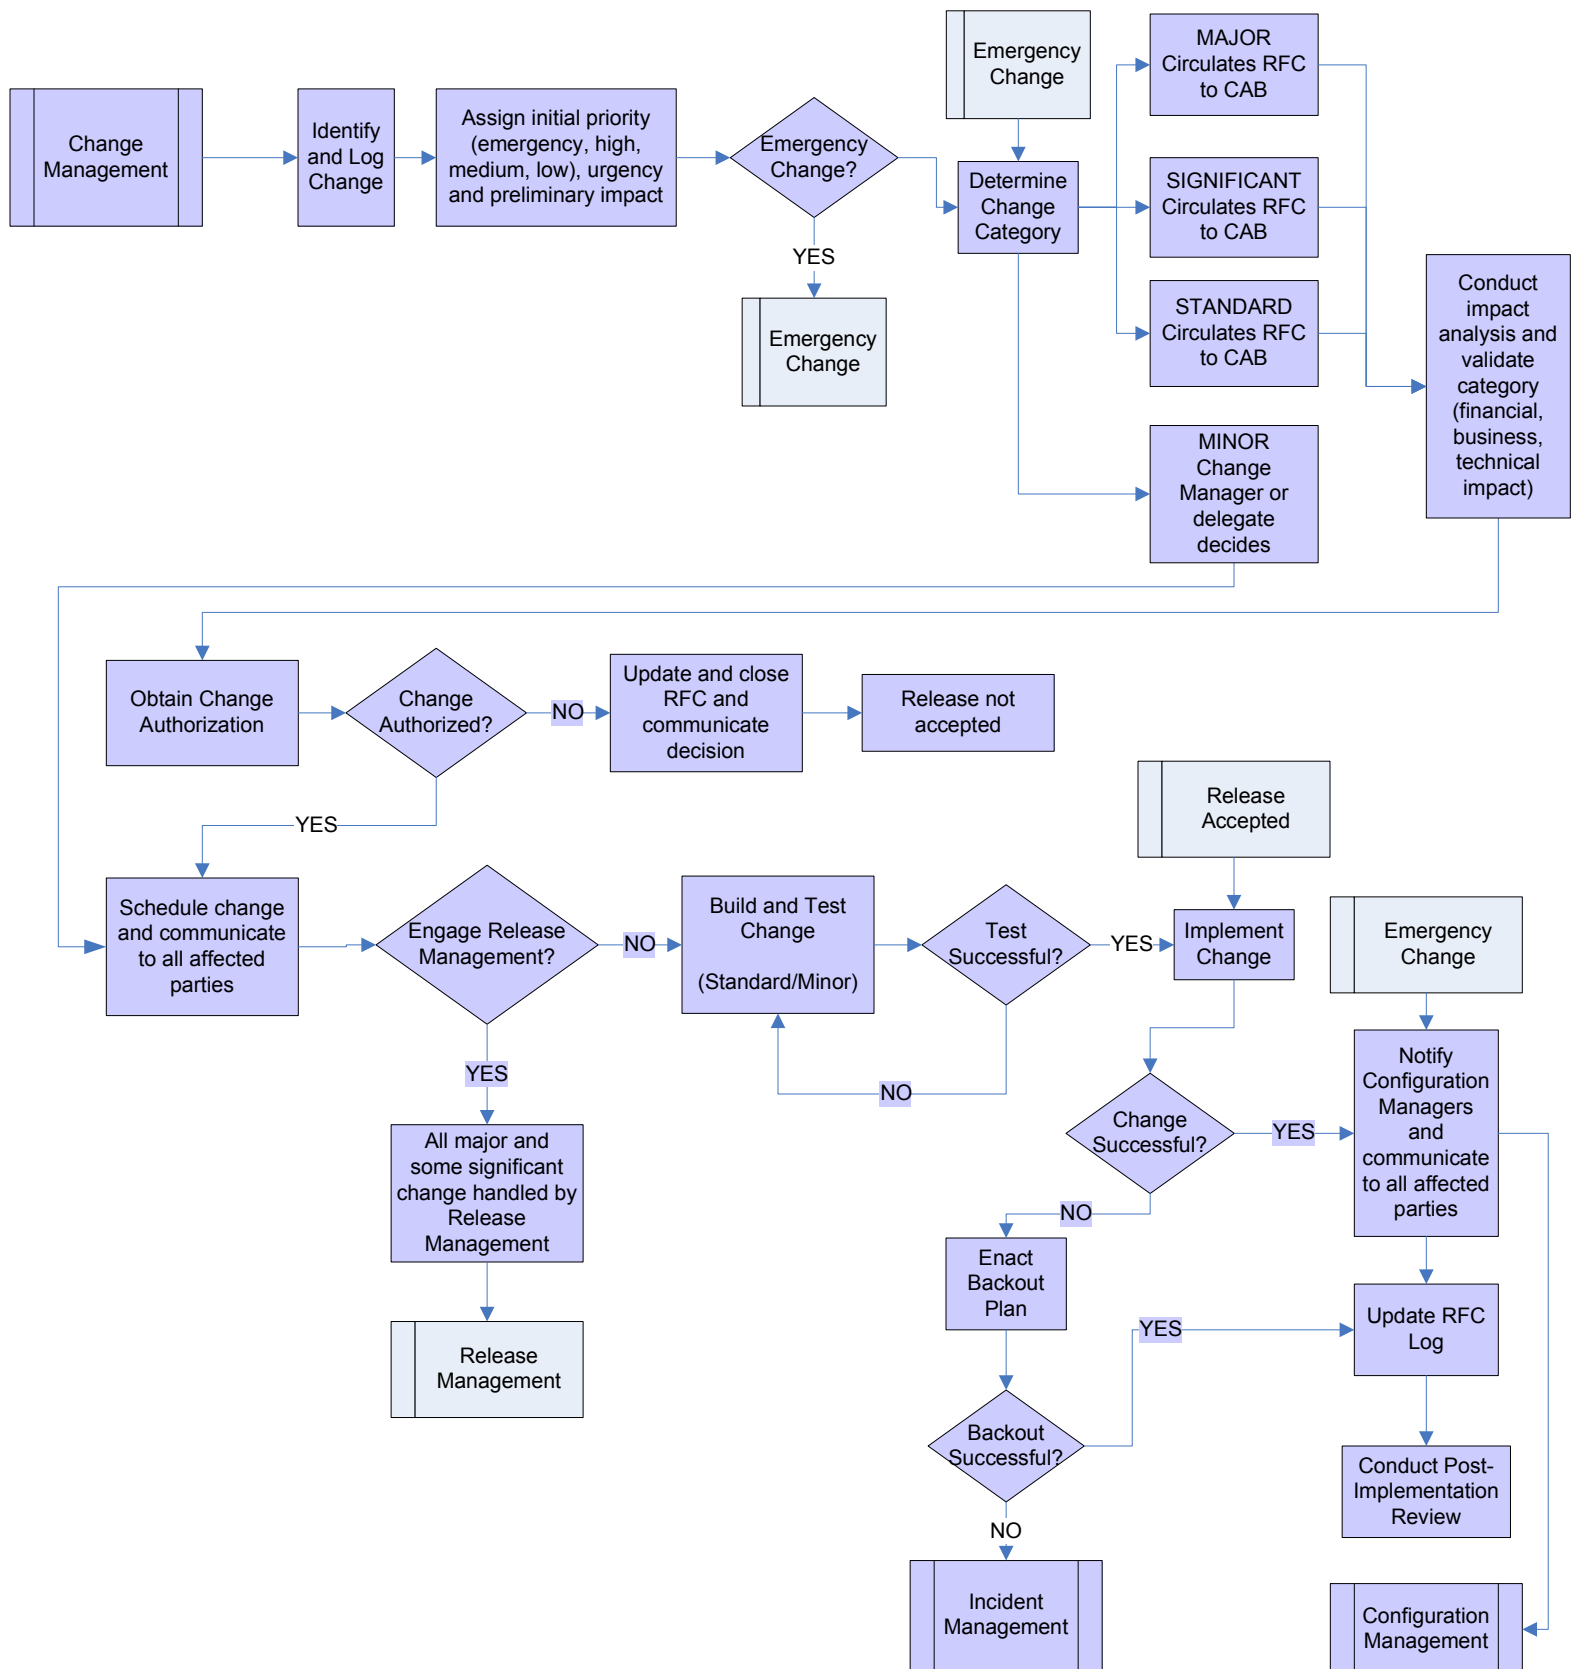 Change
Management
Identify
and Log
Change
Assign initial priority
(emergency, high,
medium, low), urgency
and preliminary impact
Emergency
Change?
YES
Emergency
Change
Emergency
Change
Determine
Change
Category
MAJOR
Circulates RFC
to CAB
SIGNIFICANT
Circulates RFC
to CAB
STANDARD
Circulates RFC
to CAB
MINOR
Change
Manager or
delegate
decides
Conduct
impact
analysis and
validate
category
(financial,
business,
technical
impact)
Obtain Change
Authorization
Change
Authorized?
NO
Update and close
RFC and
communicate
decision
Release not
accepted
YES
Schedule change
and communicate
to all affected
parties
Engage Release
Management?
NO
Build and Test
Change
(Standard/Minor)
Test
Successful?
YES
NO
Release
Accepted
Implement
Change
Emergency
Change
YES
All major and
some significant
change handled by
Release
Management
Release
Management
Change
Successful?
YES
Notify
Configuration
Managers
and
communicate
to all affected
parties
NO
Enact
Backout
Plan
YES
Update RFC
Log
Backout
Successful?
Conduct Post-
Implementation
Review
NO
Incident
Management
Configuration
Management